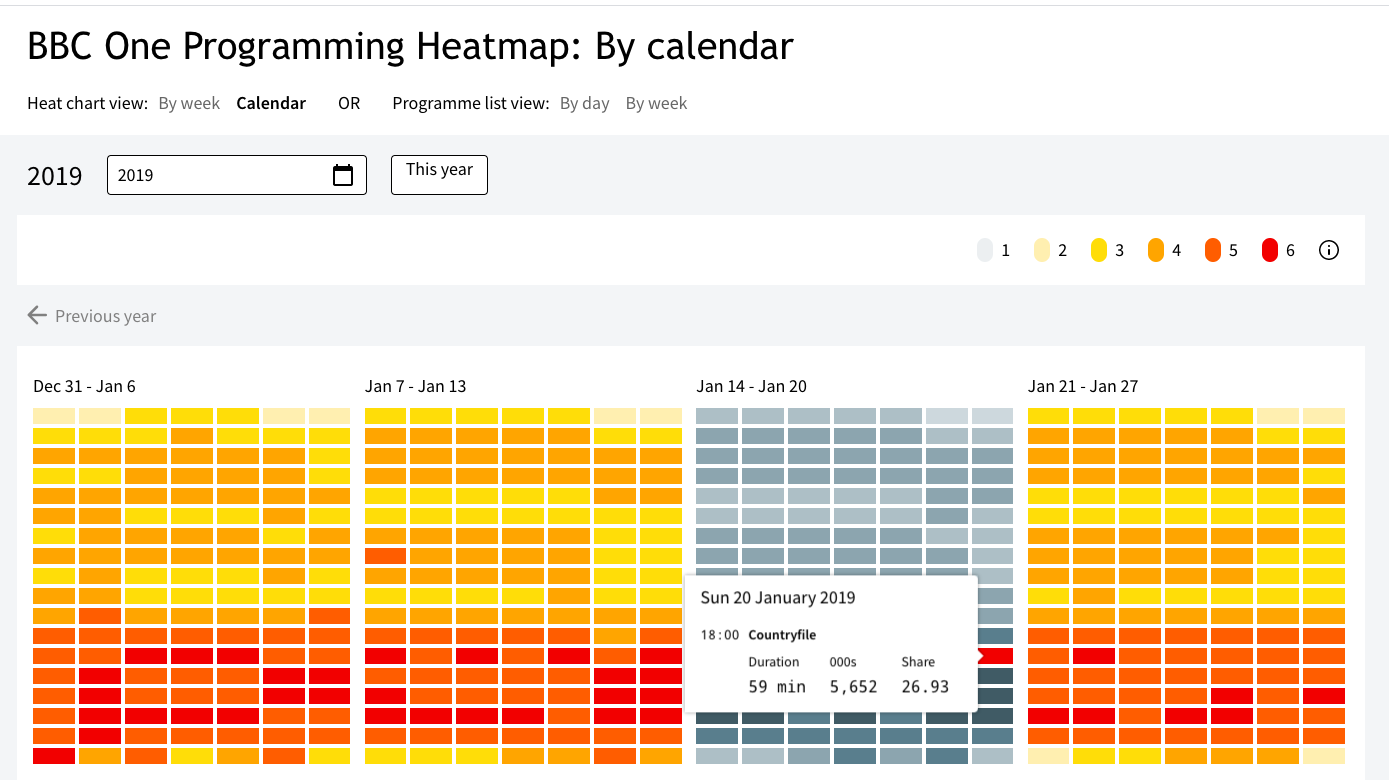 BBC One Programming Heatmap: By calendar
Heat chart view: By week Calendar OR Programme list view: By day By week
2019 2019 This year
1 2 3 4 5 6
Previous year
Dec 31 - Jan 6 Jan 7 - Jan 13 Jan 14 - Jan 20 Jan 21 - Jan 27
Sun 20 January 2019
18:00 Countryfile
Duration 000s Share
59 min 5,652 26.93